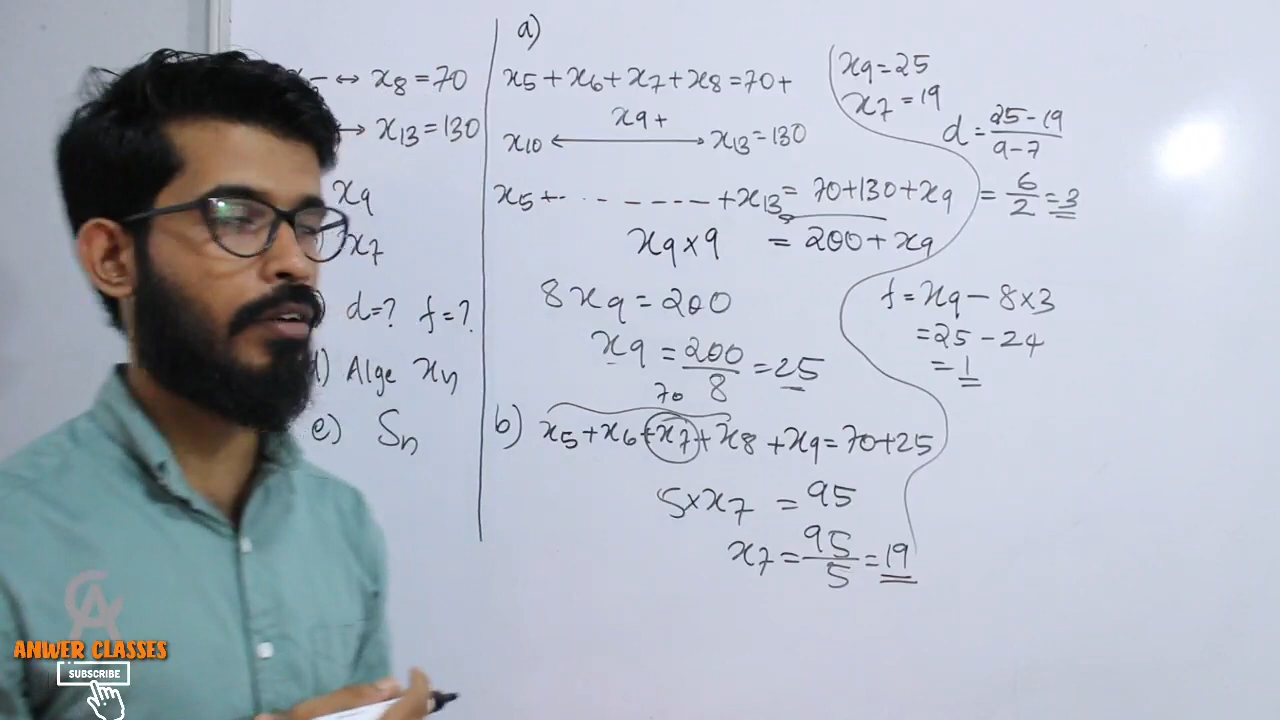 ↔ x8 = 70
↔ x13 = 130
x9
x7
d=? f=?
d) Alge xn
e) Sn
a)
x5 + x6 + x7 + x8 = 70 +
x9 +
x10 ⟷ x13 = 130
x5 + - - - - - - - + x13 = 70+130+x9
x9 × 9 = 200 + x9
8x9 = 200
x9 = 200/8 = 25
70
b) x5 + x6 + x7 + x8 + x9 = 70+25
5×x7 = 95
x7 = 95/5 = 19
x9 = 25
x7 = 19
d = 25-19/9-7
= 6/2 = 3
f = x9 - 8×3
= 25 - 24
= 1
ANWER CLASSES
SUBSCRIBE